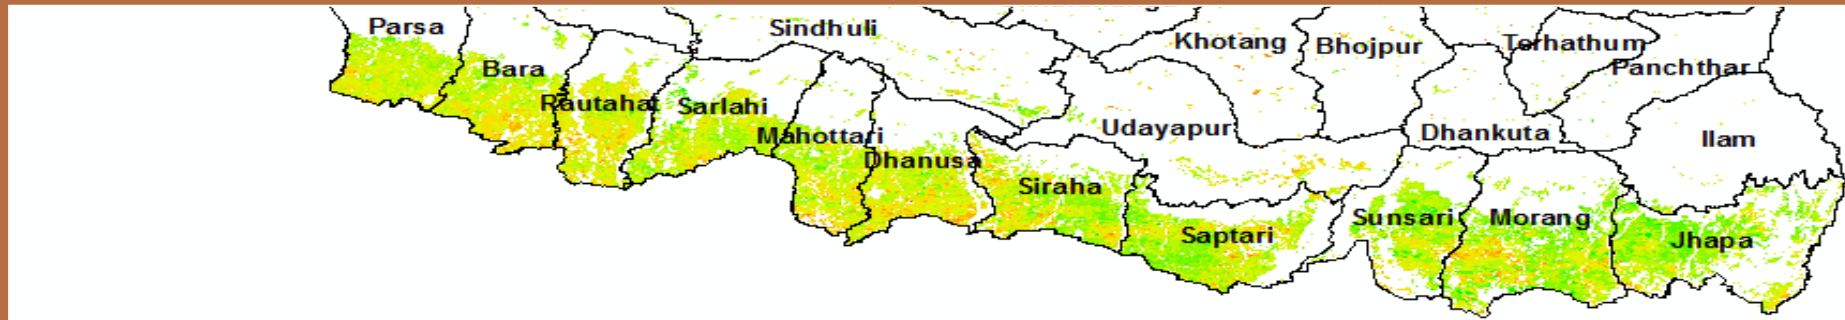 Parsa
Sindhuli
Khotang
Bhojpur
Terhathum
Panchthar
Bara
Rautahat
Sarlahi
Mahottari
Udayapur
Dhankuta
Ilam
Dhanusa
Siraha
Saptari
Sunsari
Morang
Jhapa